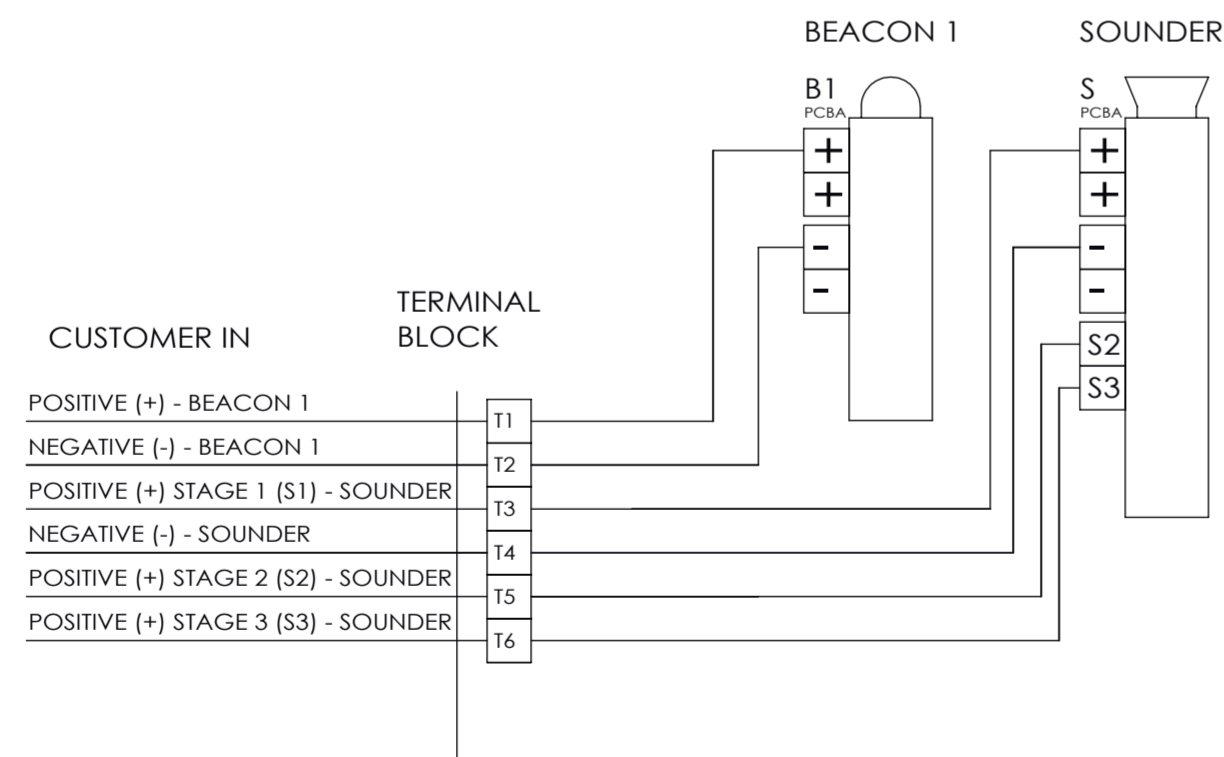 BEACON 1
SOUNDER
B1
PCBA
+
+
-
-
S
PCBA
+
+
-
-
S2
S3
CUSTOMER IN
TERMINAL
BLOCK
POSITIVE (+) - BEACON 1
NEGATIVE (-) - BEACON 1
POSITIVE (+) STAGE 1 (S1) - SOUNDER
NEGATIVE (-) - SOUNDER
POSITIVE (+) STAGE 2 (S2) - SOUNDER
POSITIVE (+) STAGE 3 (S3) - SOUNDER
T1
T2
T3
T4
T5
T6